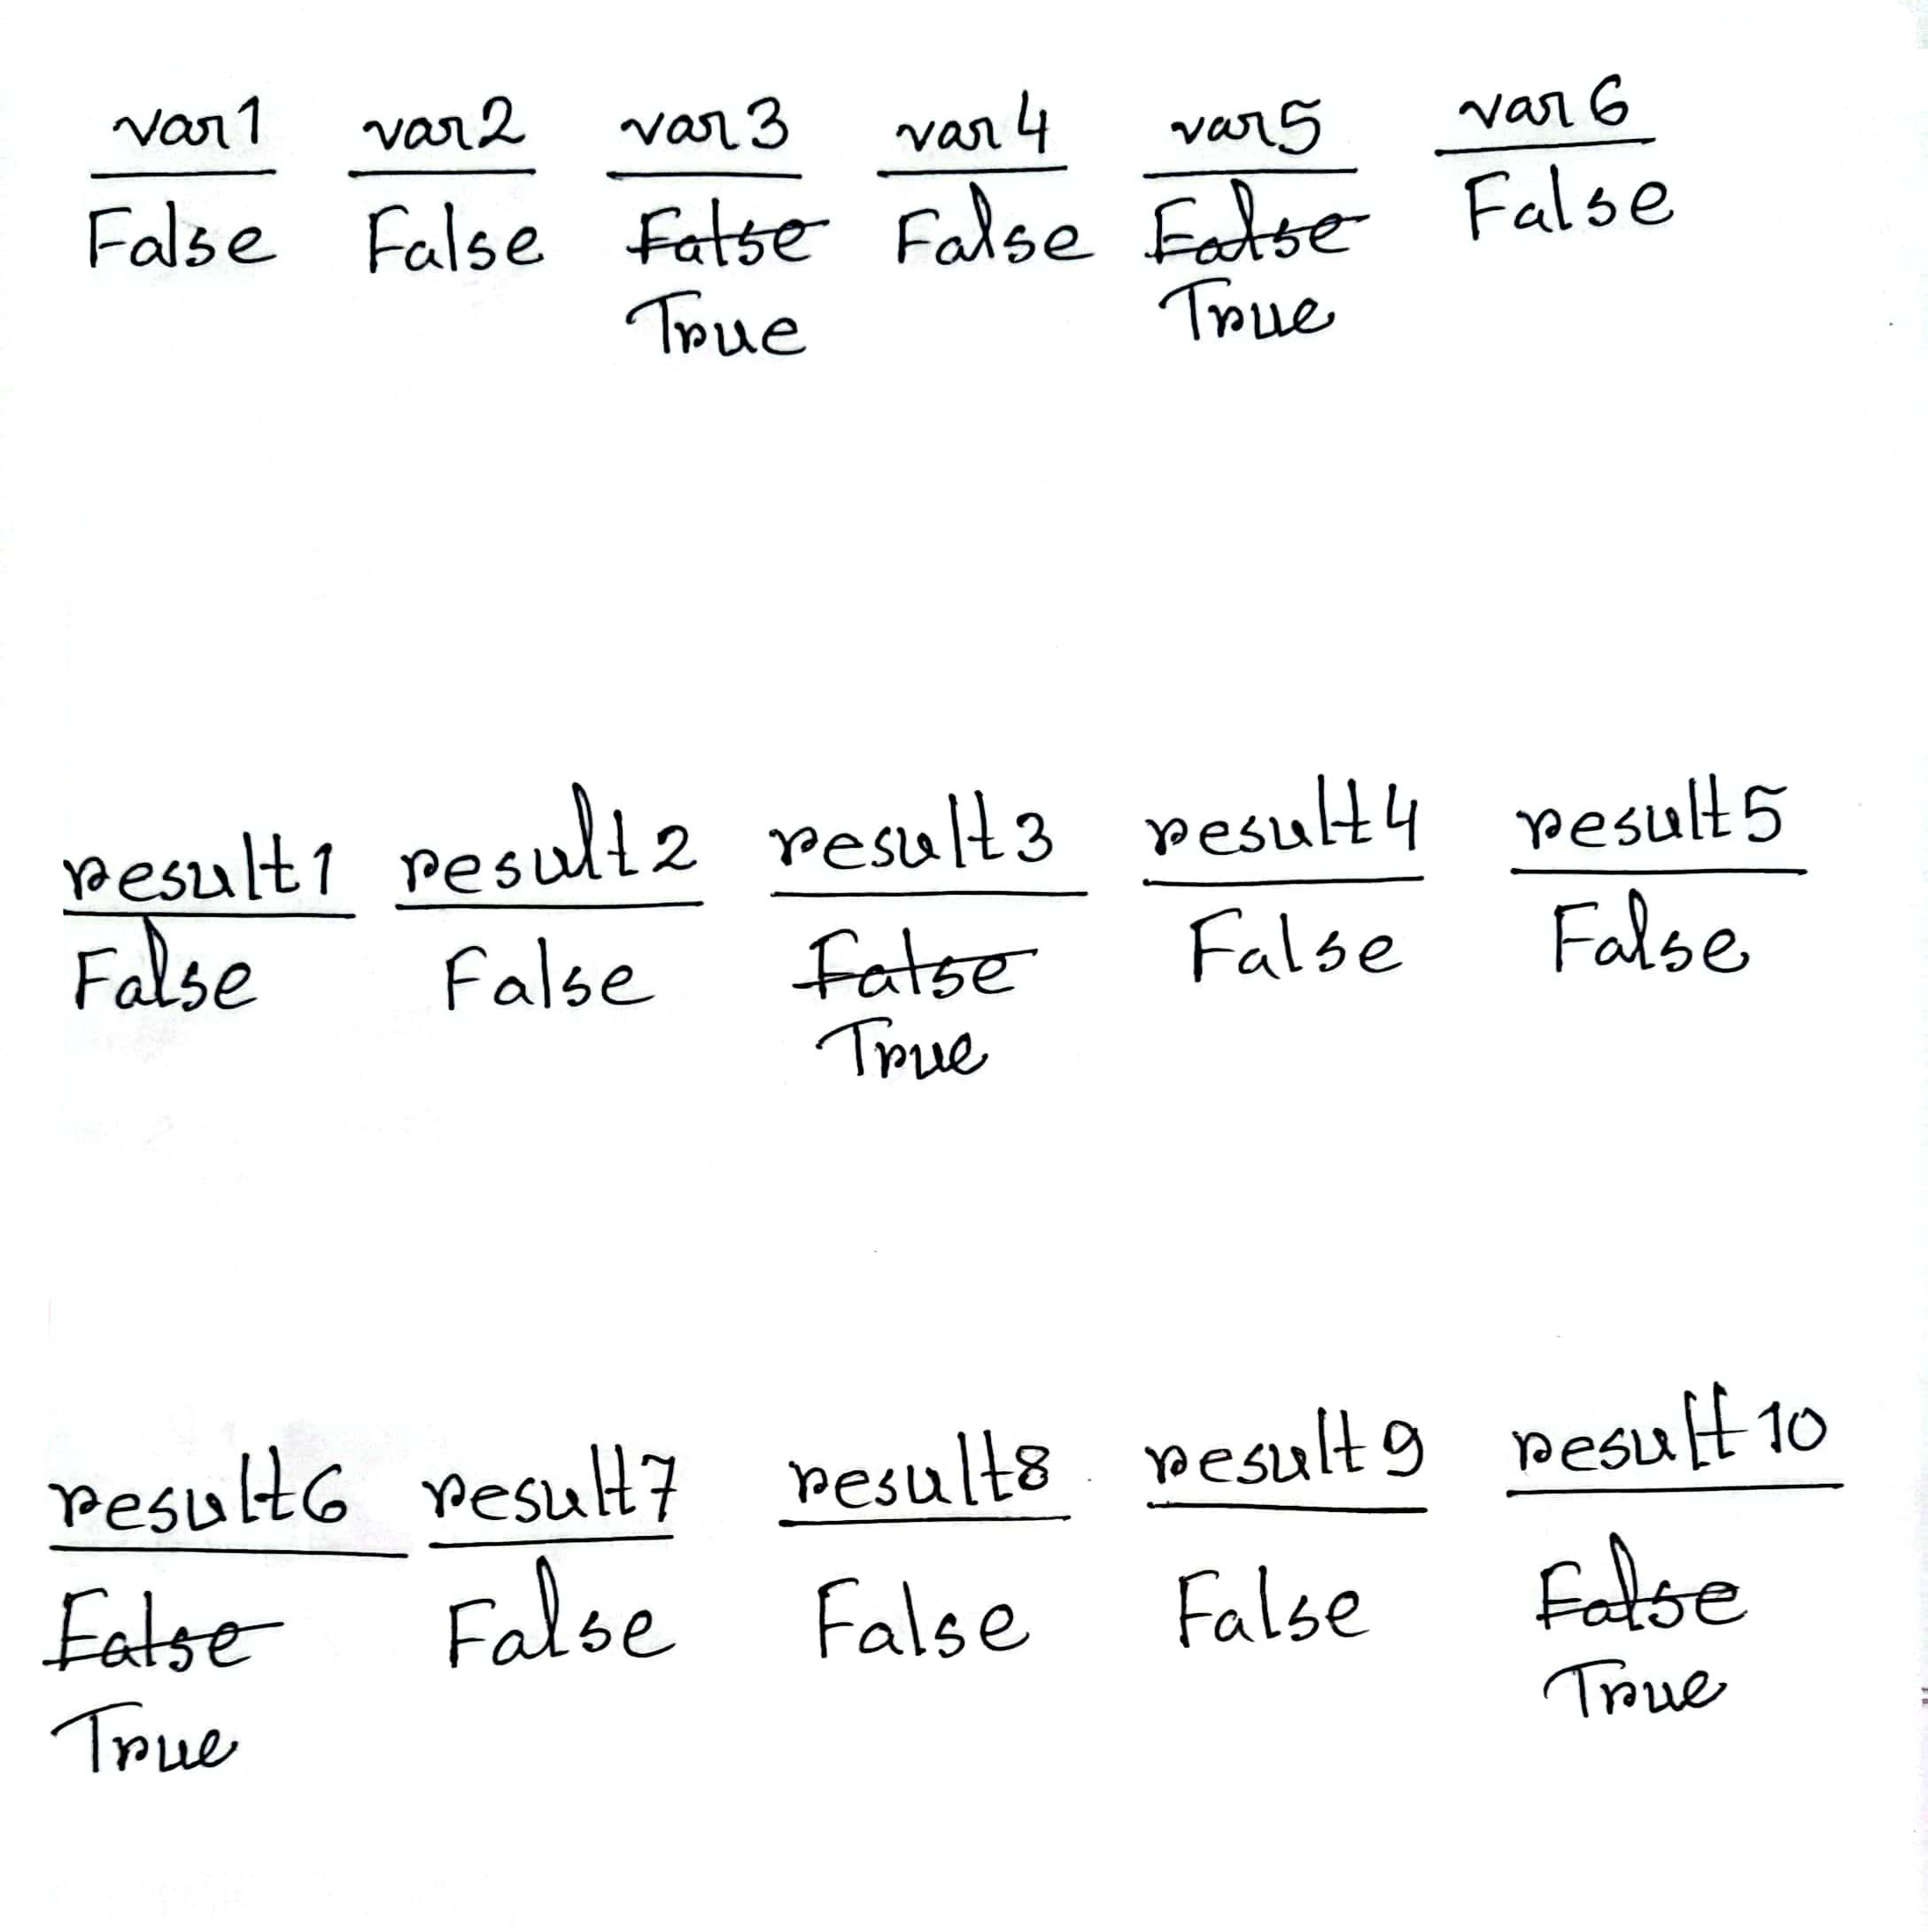 var1 var2 var3 var4 var5 var6
False False False False False False
True True
result1 result2 result3 result4 result5
False False False False False
True
result6 result7 result8 result9 result10
False False False False False
True True